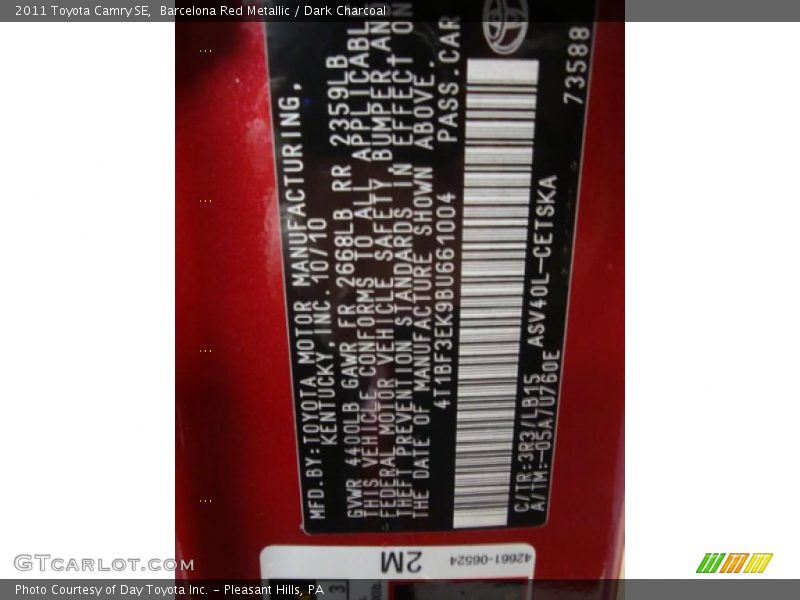 2011 Toyota Camry SE, Barcelona Red Metallic / Dark Charcoal
MFD.BY:TOYOTA MOTOR MANUFACTURING,
KENTUCKY, INC. 10/10
GVWR 4400LB GAWR FR 2668LB RR 2359LB
THIS VEHICLE CONFORMS TO ALL APPLICABL
FEDERAL MOTOR VEHICLE SAFETY, BUMPER AN
THEFT PREVENTION STANDARDS IN EFFECT ON
THE DATE OF MANUFACTURE SHOWN ABOVE.
4T1BF3EK9BU661004 PASS.CAR
73588
C/TR:3R3/LB15 ASV40L-CETSKA
A/TM:-05A/U760E
42661-06524
2M
GTcarlot.com
Photo Courtesy of Day Toyota Inc. - Pleasant Hills, PA